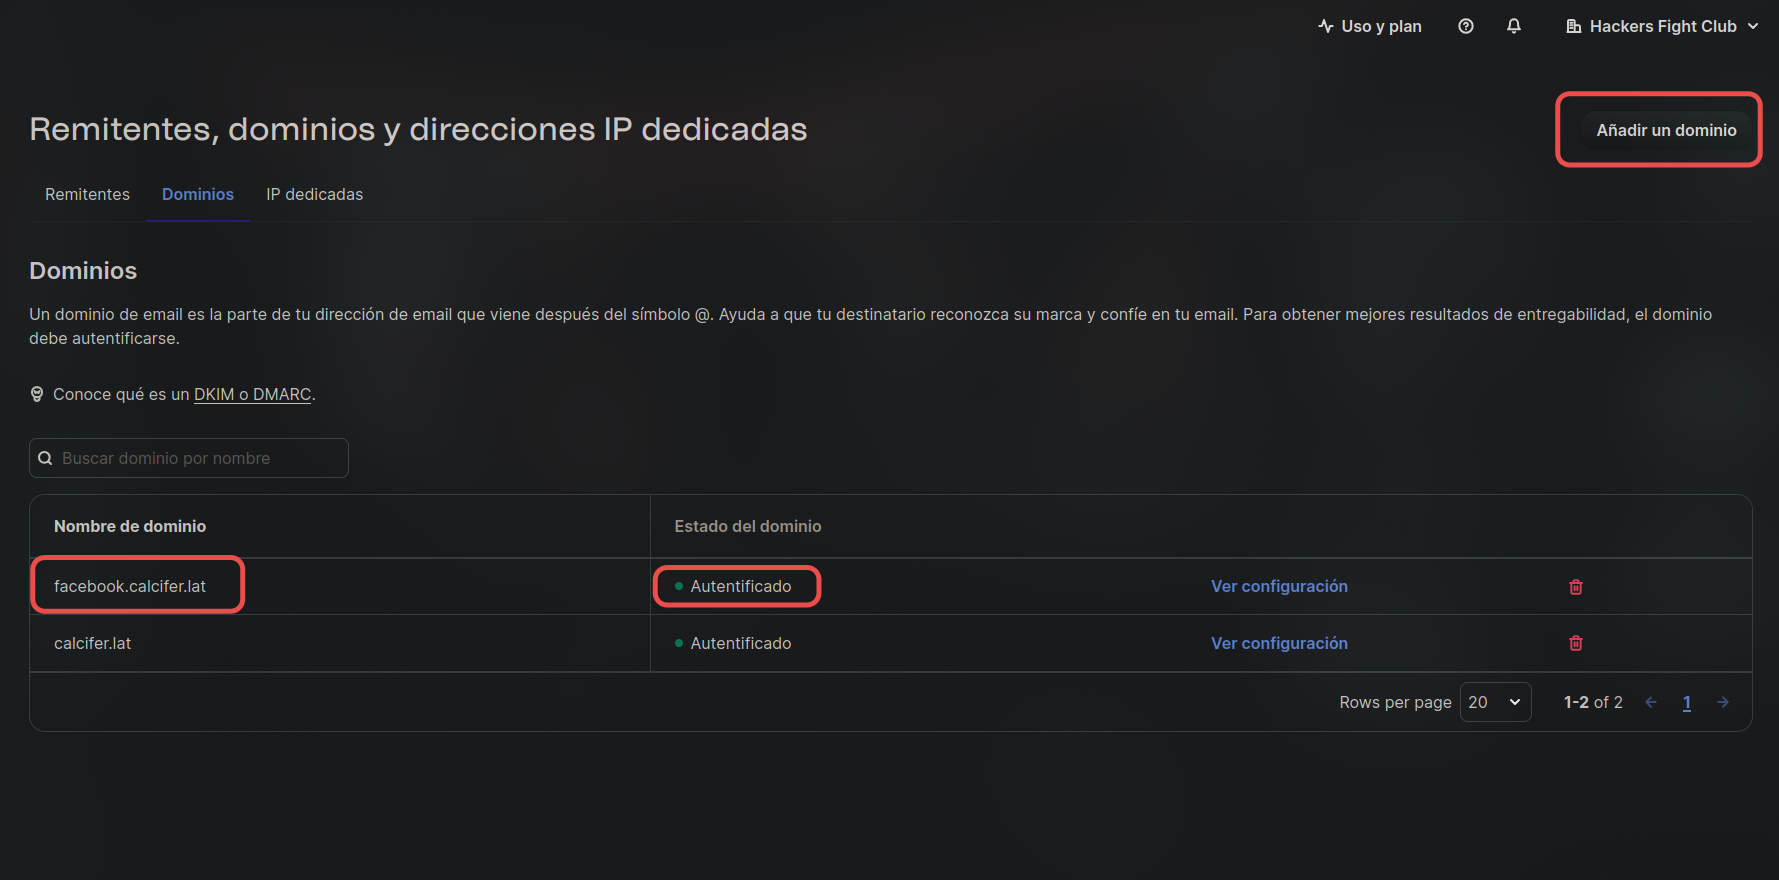 Uso y plan
Hackers Fight Club
Remitentes, dominios y direcciones IP dedicadas
Añadir un dominio
Remitentes
Dominios
IP dedicadas
Dominios
Un dominio de email es la parte de tu dirección de email que viene después del símbolo @. Ayuda a que tu destinatario reconozca su marca y confíe en tu email. Para obtener mejores resultados de entregabilidad, el dominio
debe autentificarse.
Conoce qué es un DKIM o DMARC.
Buscar dominio por nombre
Nombre de dominio
Estado del dominio
facebook.calcifer.lat
Autentificado
Ver configuración
calcifer.lat
Autentificado
Ver configuración
Rows per page
20
1-2 of 2
1